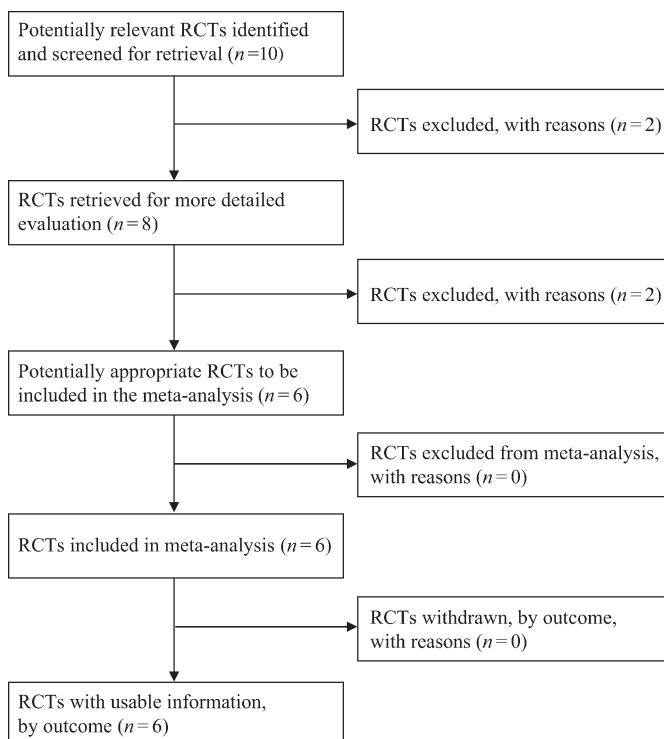 Potentially relevant RCTs identified
and screened for retrieval (n=10)
RCTs excluded, with reasons (n=2)
RCTs retrieved for more detailed
evaluation (n=8)
RCTs excluded, with reasons (n=2)
Potentially appropriate RCTs to be
included in the meta-analysis (n=6)
RCTs excluded from meta-analysis,
with reasons (n=0)
RCTs included in meta-analysis (n=6)
RCTs withdrawn, by outcome,
with reasons (n=0)
RCTs with usable information,
by outcome (n=6)